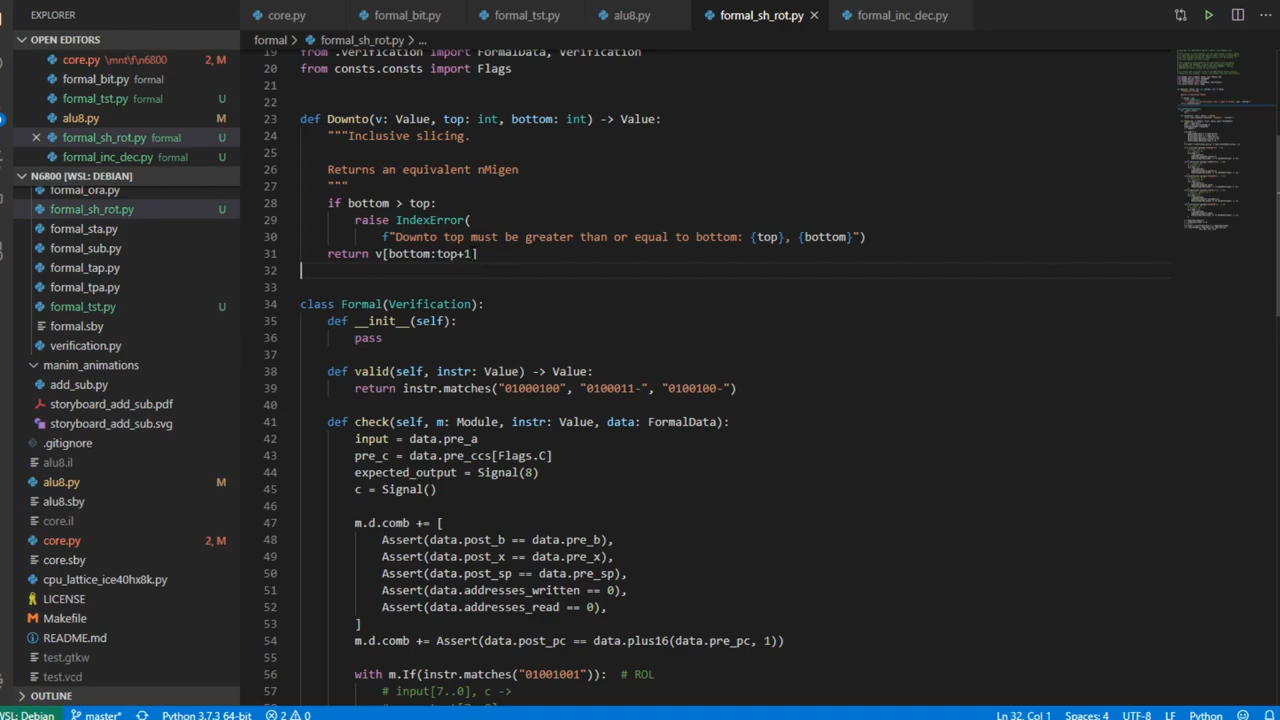 EXPLORER
core.py
formal_bit.py
formal_tst.py
alu8.py
formal_sh_rot.py
formal_inc_dec.py
OPEN EDITORS
core.py \mnt\f\n6800 2, M
formal_bit.py formal
formal_tst.py formal U
alu8.py M
formal_sh_rot.py formal U
formal_inc_dec.py formal U
N6800 [WSL: DEBIAN]
formal_ora.py
formal_sh_rot.py U
formal_sta.py
formal_sub.py
formal_tap.py
formal_tpa.py
formal_tst.py U
formal.sby
verification.py
manim_animations
add_sub.py
storyboard_add_sub.pdf
storyboard_add_sub.svg
.gitignore
alu8.il
alu8.py M
alu8.sby
core.il
core.py 2, M
core.sby
cpu_lattice_ice40hx8k.py
LICENSE
Makefile
README.md
test.gtkw
test.vcd
OUTLINE
formal > formal_sh_rot.py > ...
19 from .verification import FormalData, Verification
20 from consts.consts import Flags
21
22
23 def Downto(v: Value, top: int, bottom: int) -> Value:
24 """Inclusive slicing.
25
26 Returns an equivalent nMigen
27 """
28 if bottom > top:
29 raise IndexError(
30 f"Downto top must be greater than or equal to bottom: {top}, {bottom}")
31 return v[bottom:top+1]
32
33
34 class Formal(Verification):
35 def __init__(self):
36 pass
37
38 def valid(self, instr: Value) -> Value:
39 return instr.matches("01000100", "0100011-", "0100100-")
40
41 def check(self, m: Module, instr: Value, data: FormalData):
42 input = data.pre_a
43 pre_c = data.pre_ccs[Flags.C]
44 expected_output = Signal(8)
45 c = Signal()
46
47 m.d.comb += [
48 Assert(data.post_b == data.pre_b),
49 Assert(data.post_x == data.pre_x),
50 Assert(data.post_sp == data.pre_sp),
51 Assert(data.addresses_written == 0),
52 Assert(data.addresses_read == 0),
53 ]
54 m.d.comb += Assert(data.post_pc == data.plus16(data.pre_pc, 1))
55
56 with m.If(instr.matches("01001001")): # ROL
57 # input[7..0], c ->
WSL: Debian master* Python 3.7.3 64-bit 2 0 Ln 32, Col 1 Spaces: 4 UTF-8 LF Python